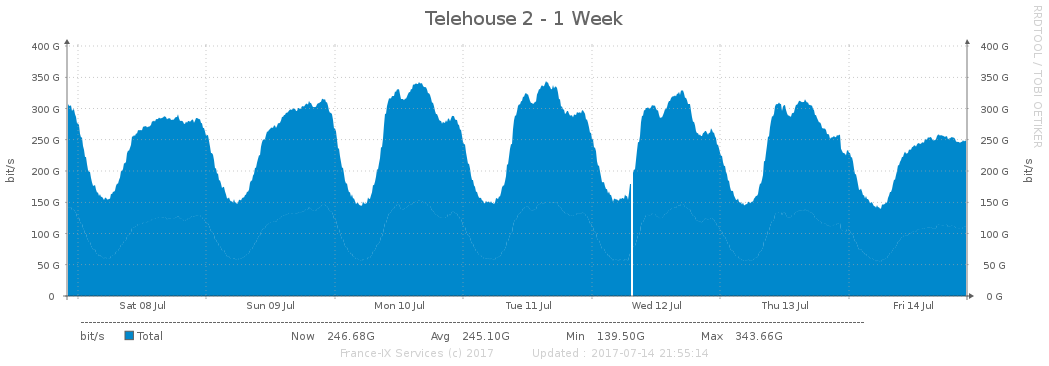 Telehouse 2 - 1 Week
RRDTOOL / TOBI OETIKER
400 G 400 G
350 G 350 G
300 G 300 G
250 G 250 G
200 G 200 G
150 G 150 G
100 G 100 G
50 G 50 G
0 0 G
bit/s bit/s
Sat 08 Jul Sun 09 Jul Mon 10 Jul Tue 11 Jul Wed 12 Jul Thu 13 Jul Fri 14 Jul
bit/s Total Now 246.68G Avg 245.10G Min 139.50G Max 343.66G
France-IX Services (c) 2017 Updated : 2017-07-14 21:55:14